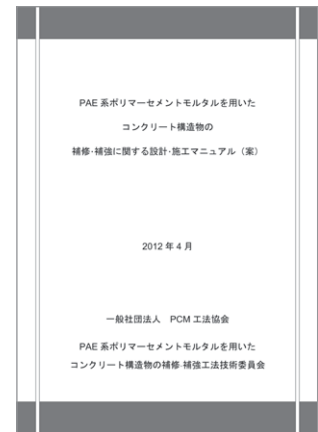 PAE 系ポリマーセメントモルタルを用いた
コンクリート構造物の
補修･補強に関する設計･施工マニュアル（案）
2012 年 4 月
一般社団法人　PCM 工法協会
PAE 系ポリマーセメントモルタルを用いた
コンクリート構造物の補修･補強工法技術委員会